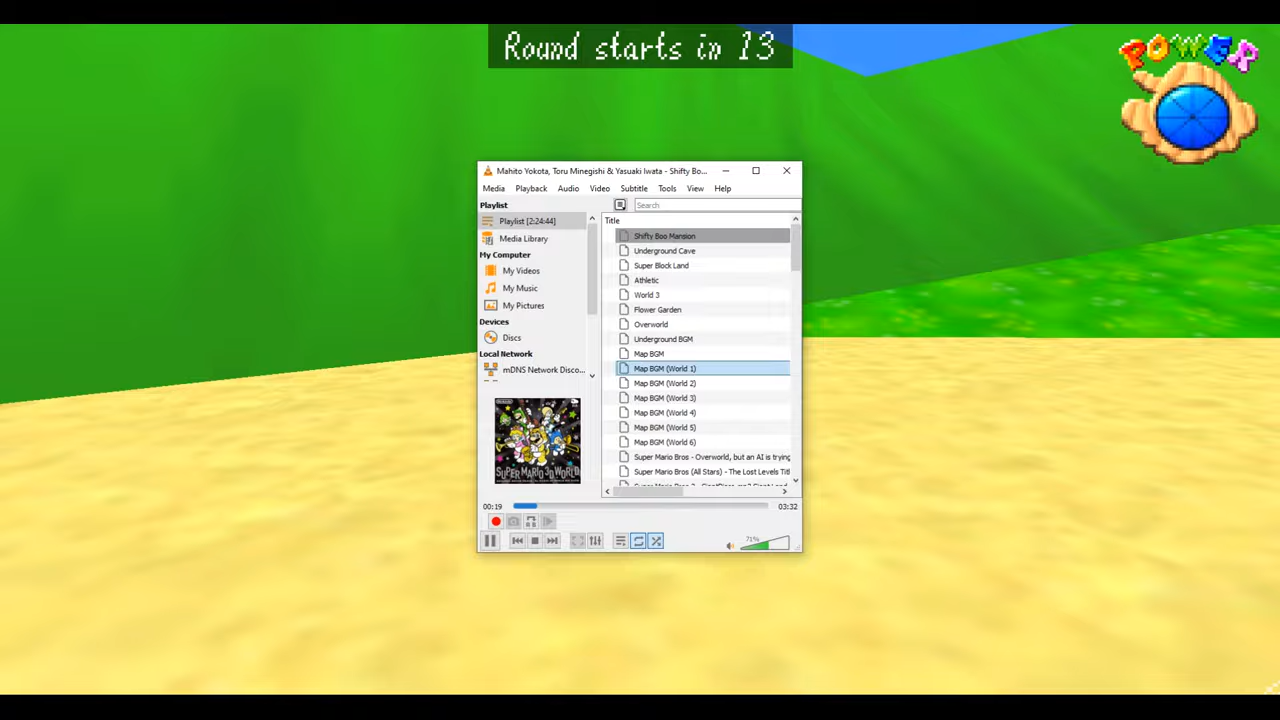 Round starts in 13
POWER
Mahito Yokota, Toru Minegishi & Yasuaki Iwata - Shifty Bo...
Media Playback Audio Video Subtitle Tools View Help
Playlist
Search
Playlist [2:24:44]
Media Library
My Computer
My Videos
My Music
My Pictures
Devices
Discs
Local Network
mDNS Network Disco...
Title
Shifty Boo Mansion
Underground Cave
Super Block Land
Athletic
World 3
Flower Garden
Overworld
Underground BGM
Map BGM
Map BGM (World 1)
Map BGM (World 2)
Map BGM (World 3)
Map BGM (World 4)
Map BGM (World 5)
Map BGM (World 6)
Super Mario Bros - Overworld, but an AI is trying
Super Mario Bros (All Stars) - The Lost Levels Titl
SUPER MARIO 3D WORLD
00:19
03:32
71%